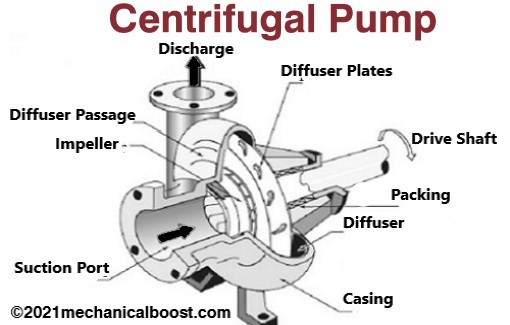 Centrifugal Pump
Discharge
Diffuser Plates
Diffuser Passage
Impeller
Drive Shaft
Packing
Diffuser
Suction Port
Casing
©2021mechanicalboost.com